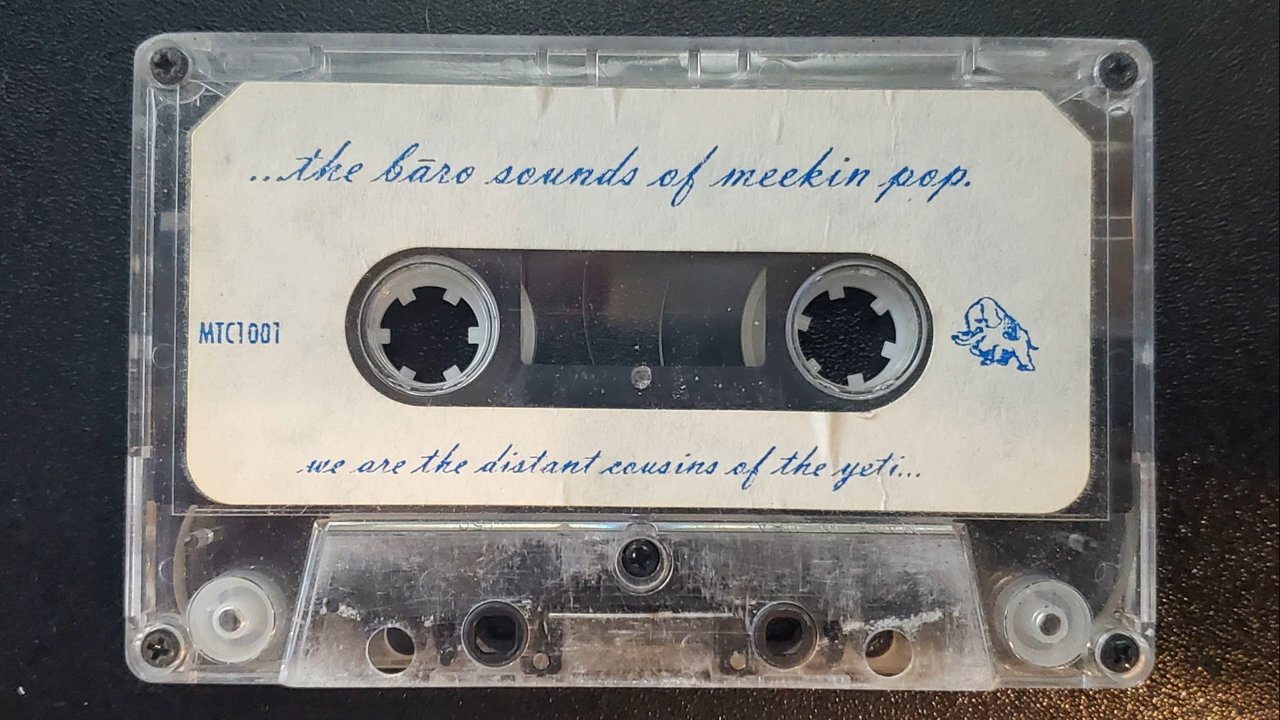 ...the bāro sounds of meekin pop.
MTC1001
we are the distant cousins of the yeti...